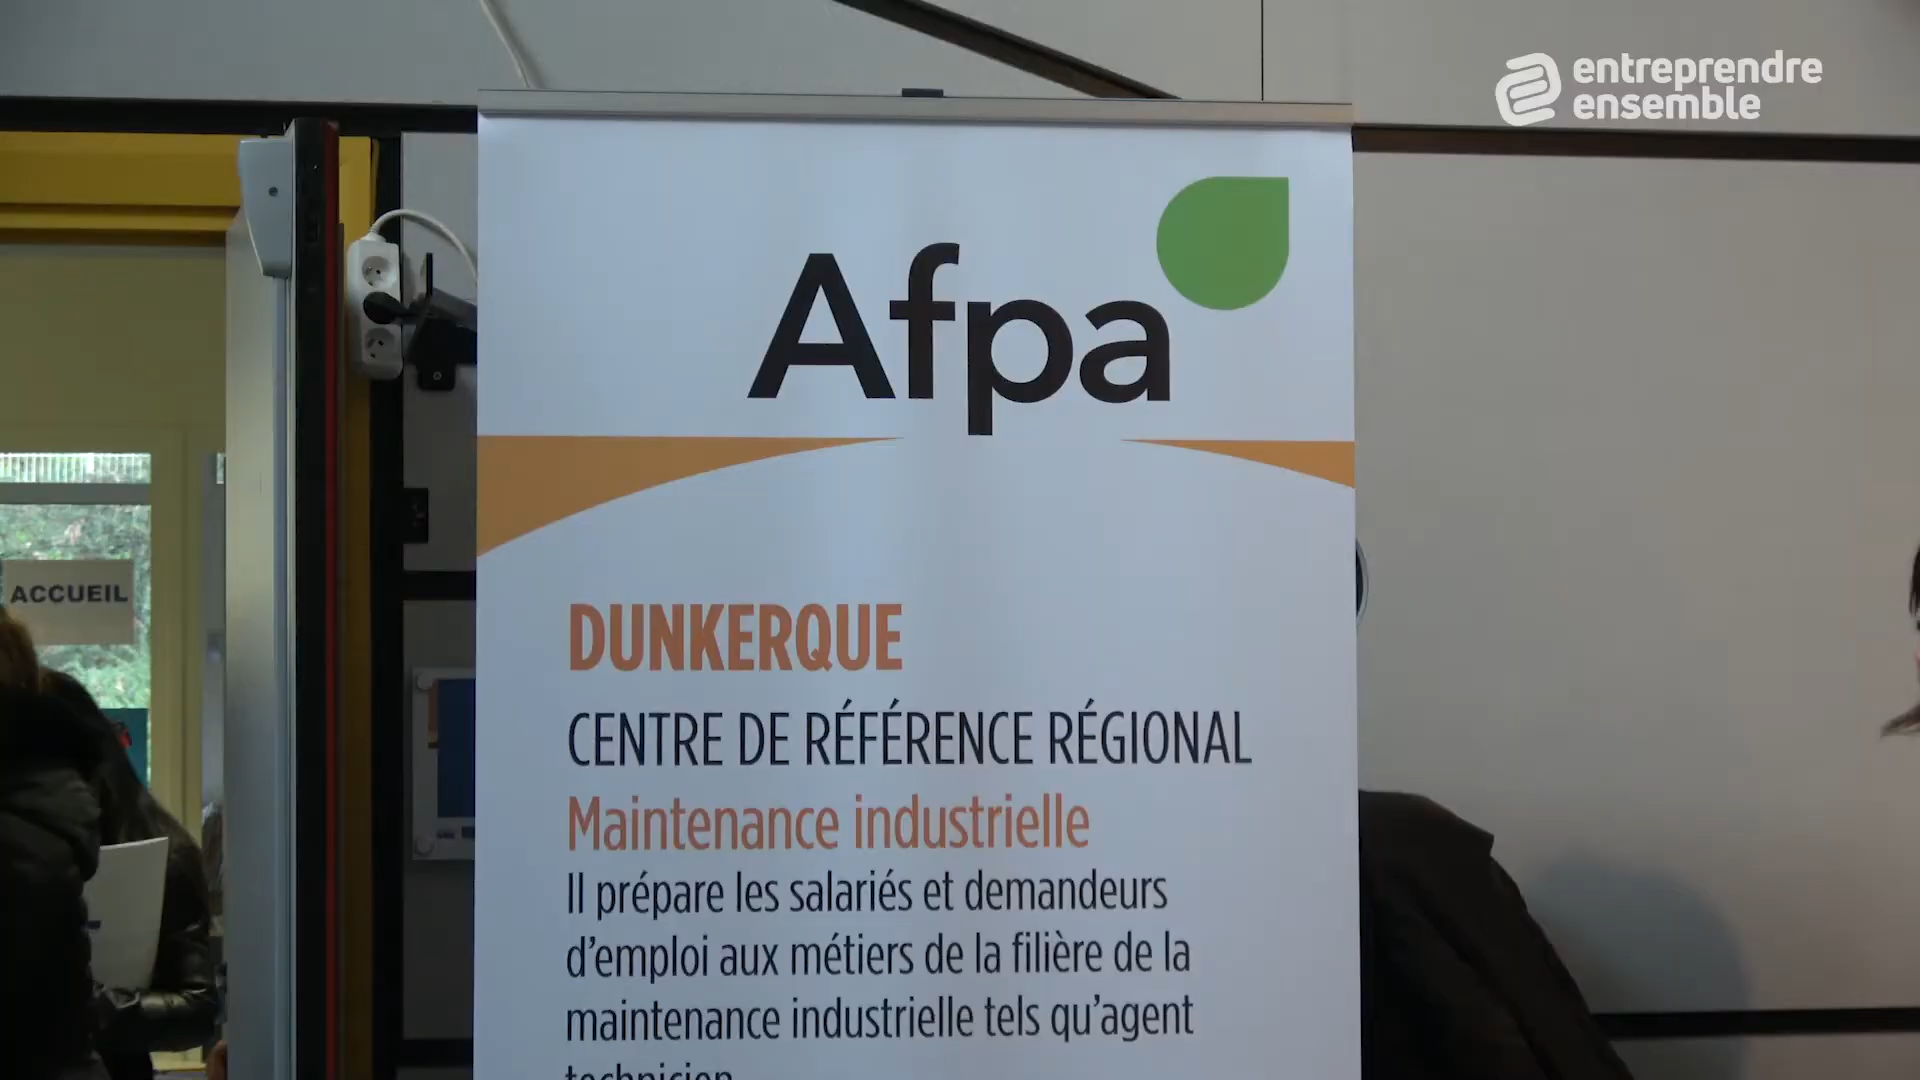 entreprendre
ensemble
Afpa
ACCUEIL
DUNKERQUE
CENTRE DE RÉFÉRENCE RÉGIONAL
Maintenance industrielle
Il prépare les salariés et demandeurs
d'emploi aux métiers de la filière de la
maintenance industrielle tels qu'agent
technicien